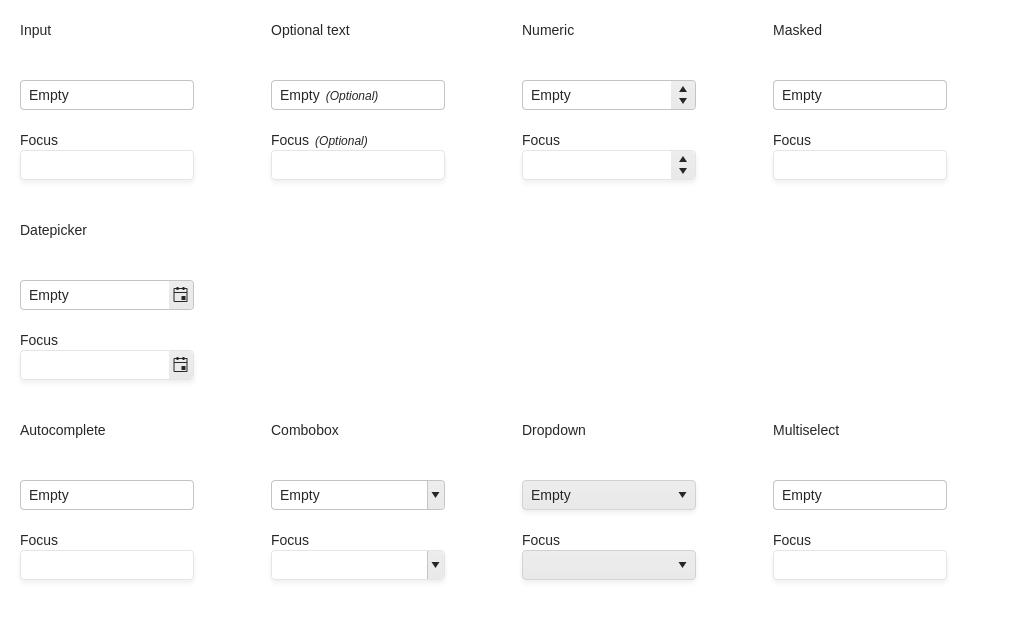 Input Optional text Numeric Masked
Empty Empty (Optional) Empty Empty
Focus Focus (Optional) Focus Focus
Datepicker
Empty
Focus
Autocomplete Combobox Dropdown Multiselect
Empty Empty Empty Empty
Focus Focus Focus Focus